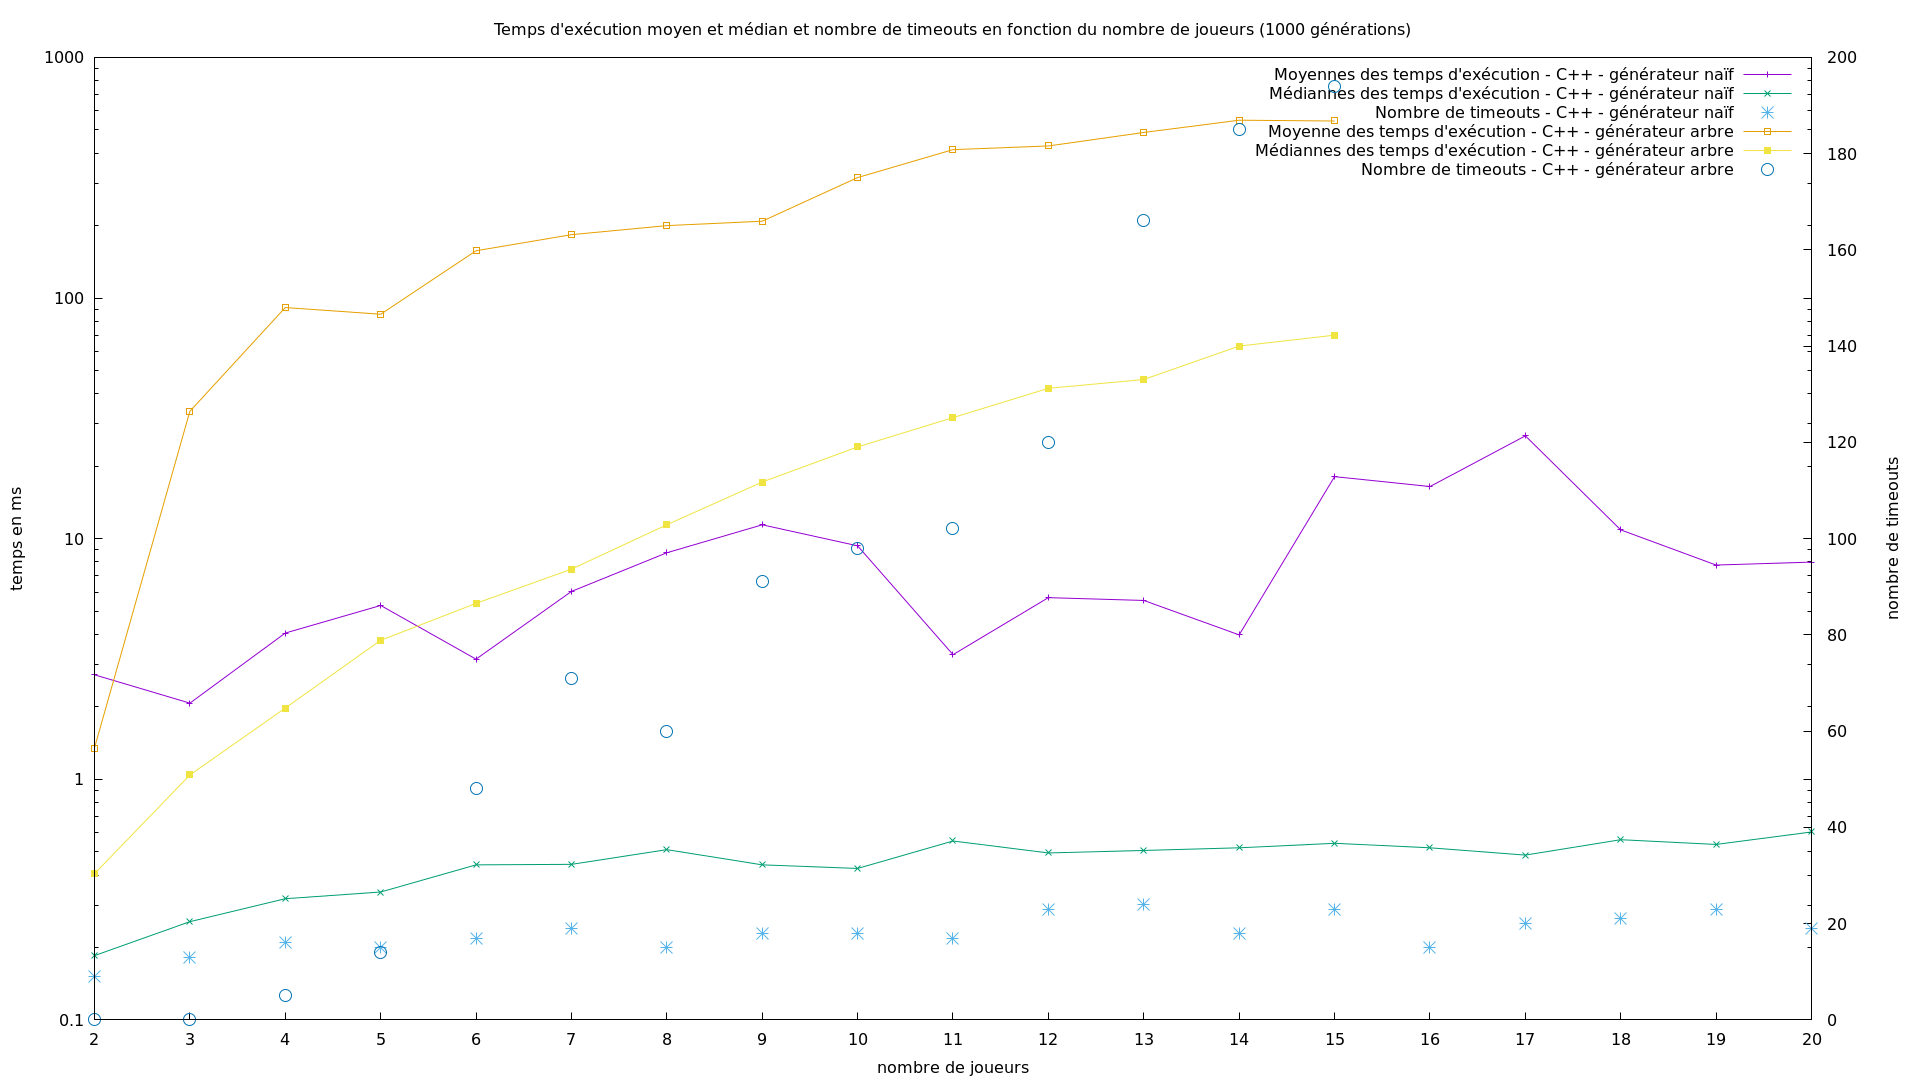 Temps d'exécution moyen et médian et nombre de timeouts en fonction du nombre de joueurs (1000 générations)
Moyennes des temps d'exécution - C++ - générateur naïf
Médiannes des temps d'exécution - C++ - générateur naïf
Nombre de timeouts - C++ - générateur naïf
Moyenne des temps d'exécution - C++ - générateur arbre
Médiannes des temps d'exécution - C++ - générateur arbre
Nombre de timeouts - C++ - générateur arbre
temps en ms
1000
100
10
1
0.1
200
180
160
140
120
100
80
60
40
20
0
nombre de timeouts
2 3 4 5 6 7 8 9 10 11 12 13 14 15 16 17 18 19 20
nombre de joueurs